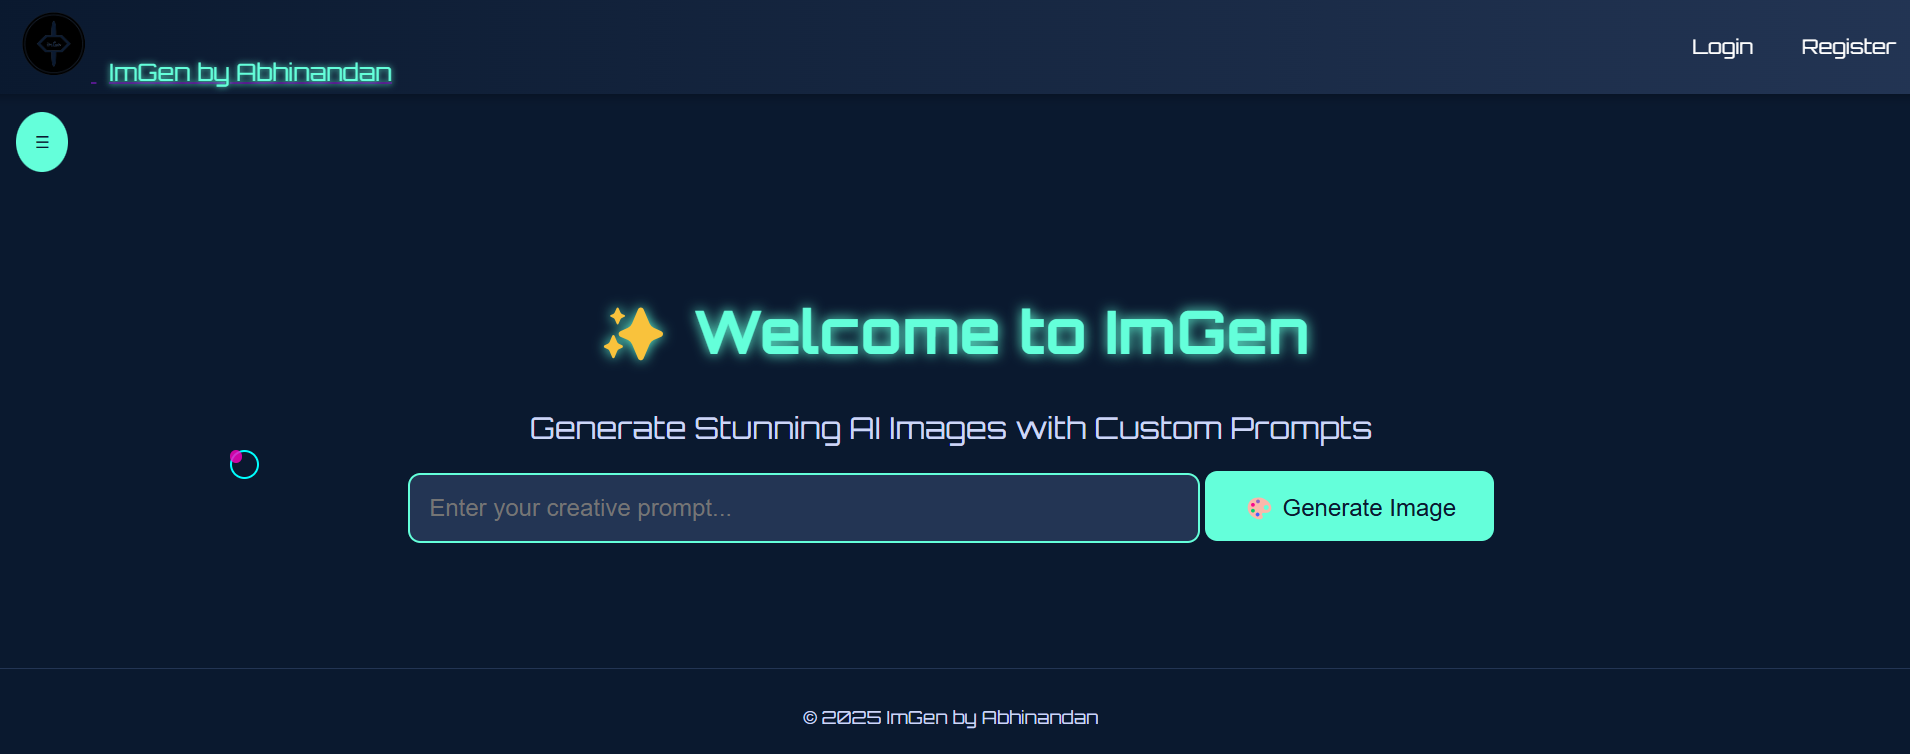 ImGen by Abhinandan
Login
Register
☰
✨ Welcome to ImGen
Generate Stunning AI Images with Custom Prompts
Enter your creative prompt...
🎨 Generate Image
© 2025 ImGen by Abhinandan